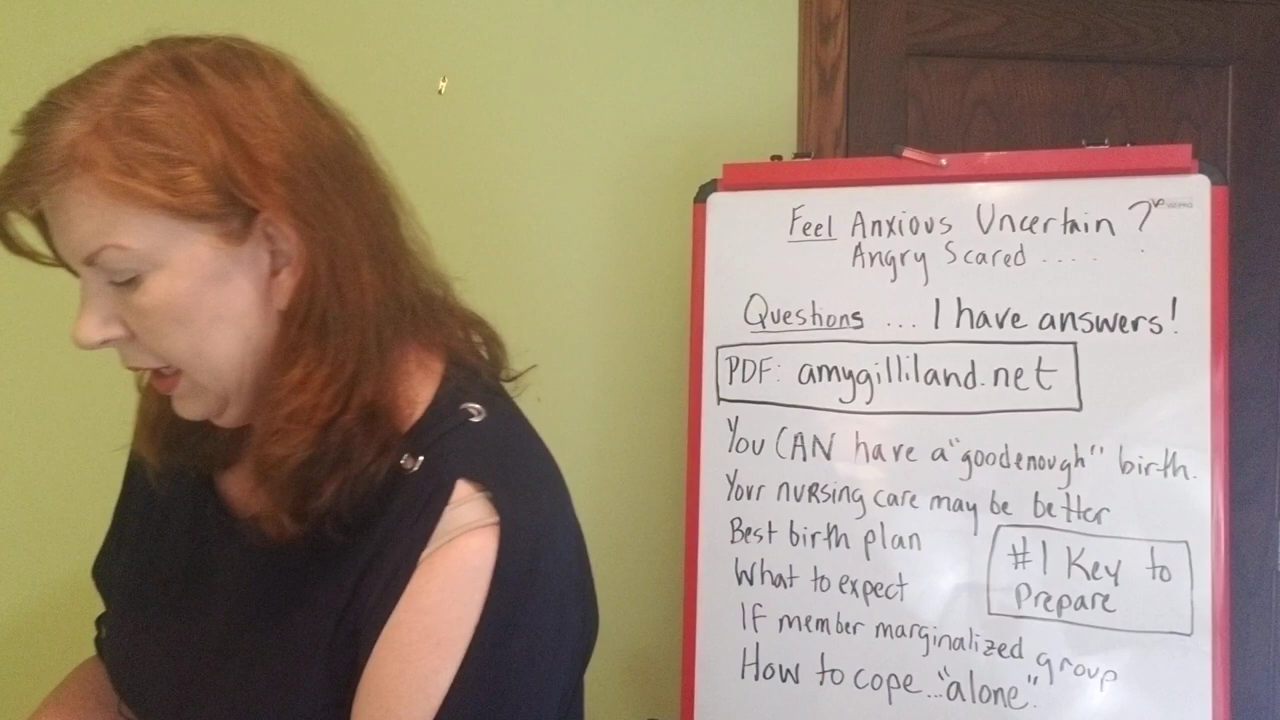 Feel Anxious Uncertain ?
Angry Scared ....
Questions ... I have answers!
PDF: amygilliland.net
You CAN have a "goodenough" birth.
Your nursing care may be better
Best birth plan
#1 Key to
Prepare
What to expect
If member marginalized group
How to cope... "alone".